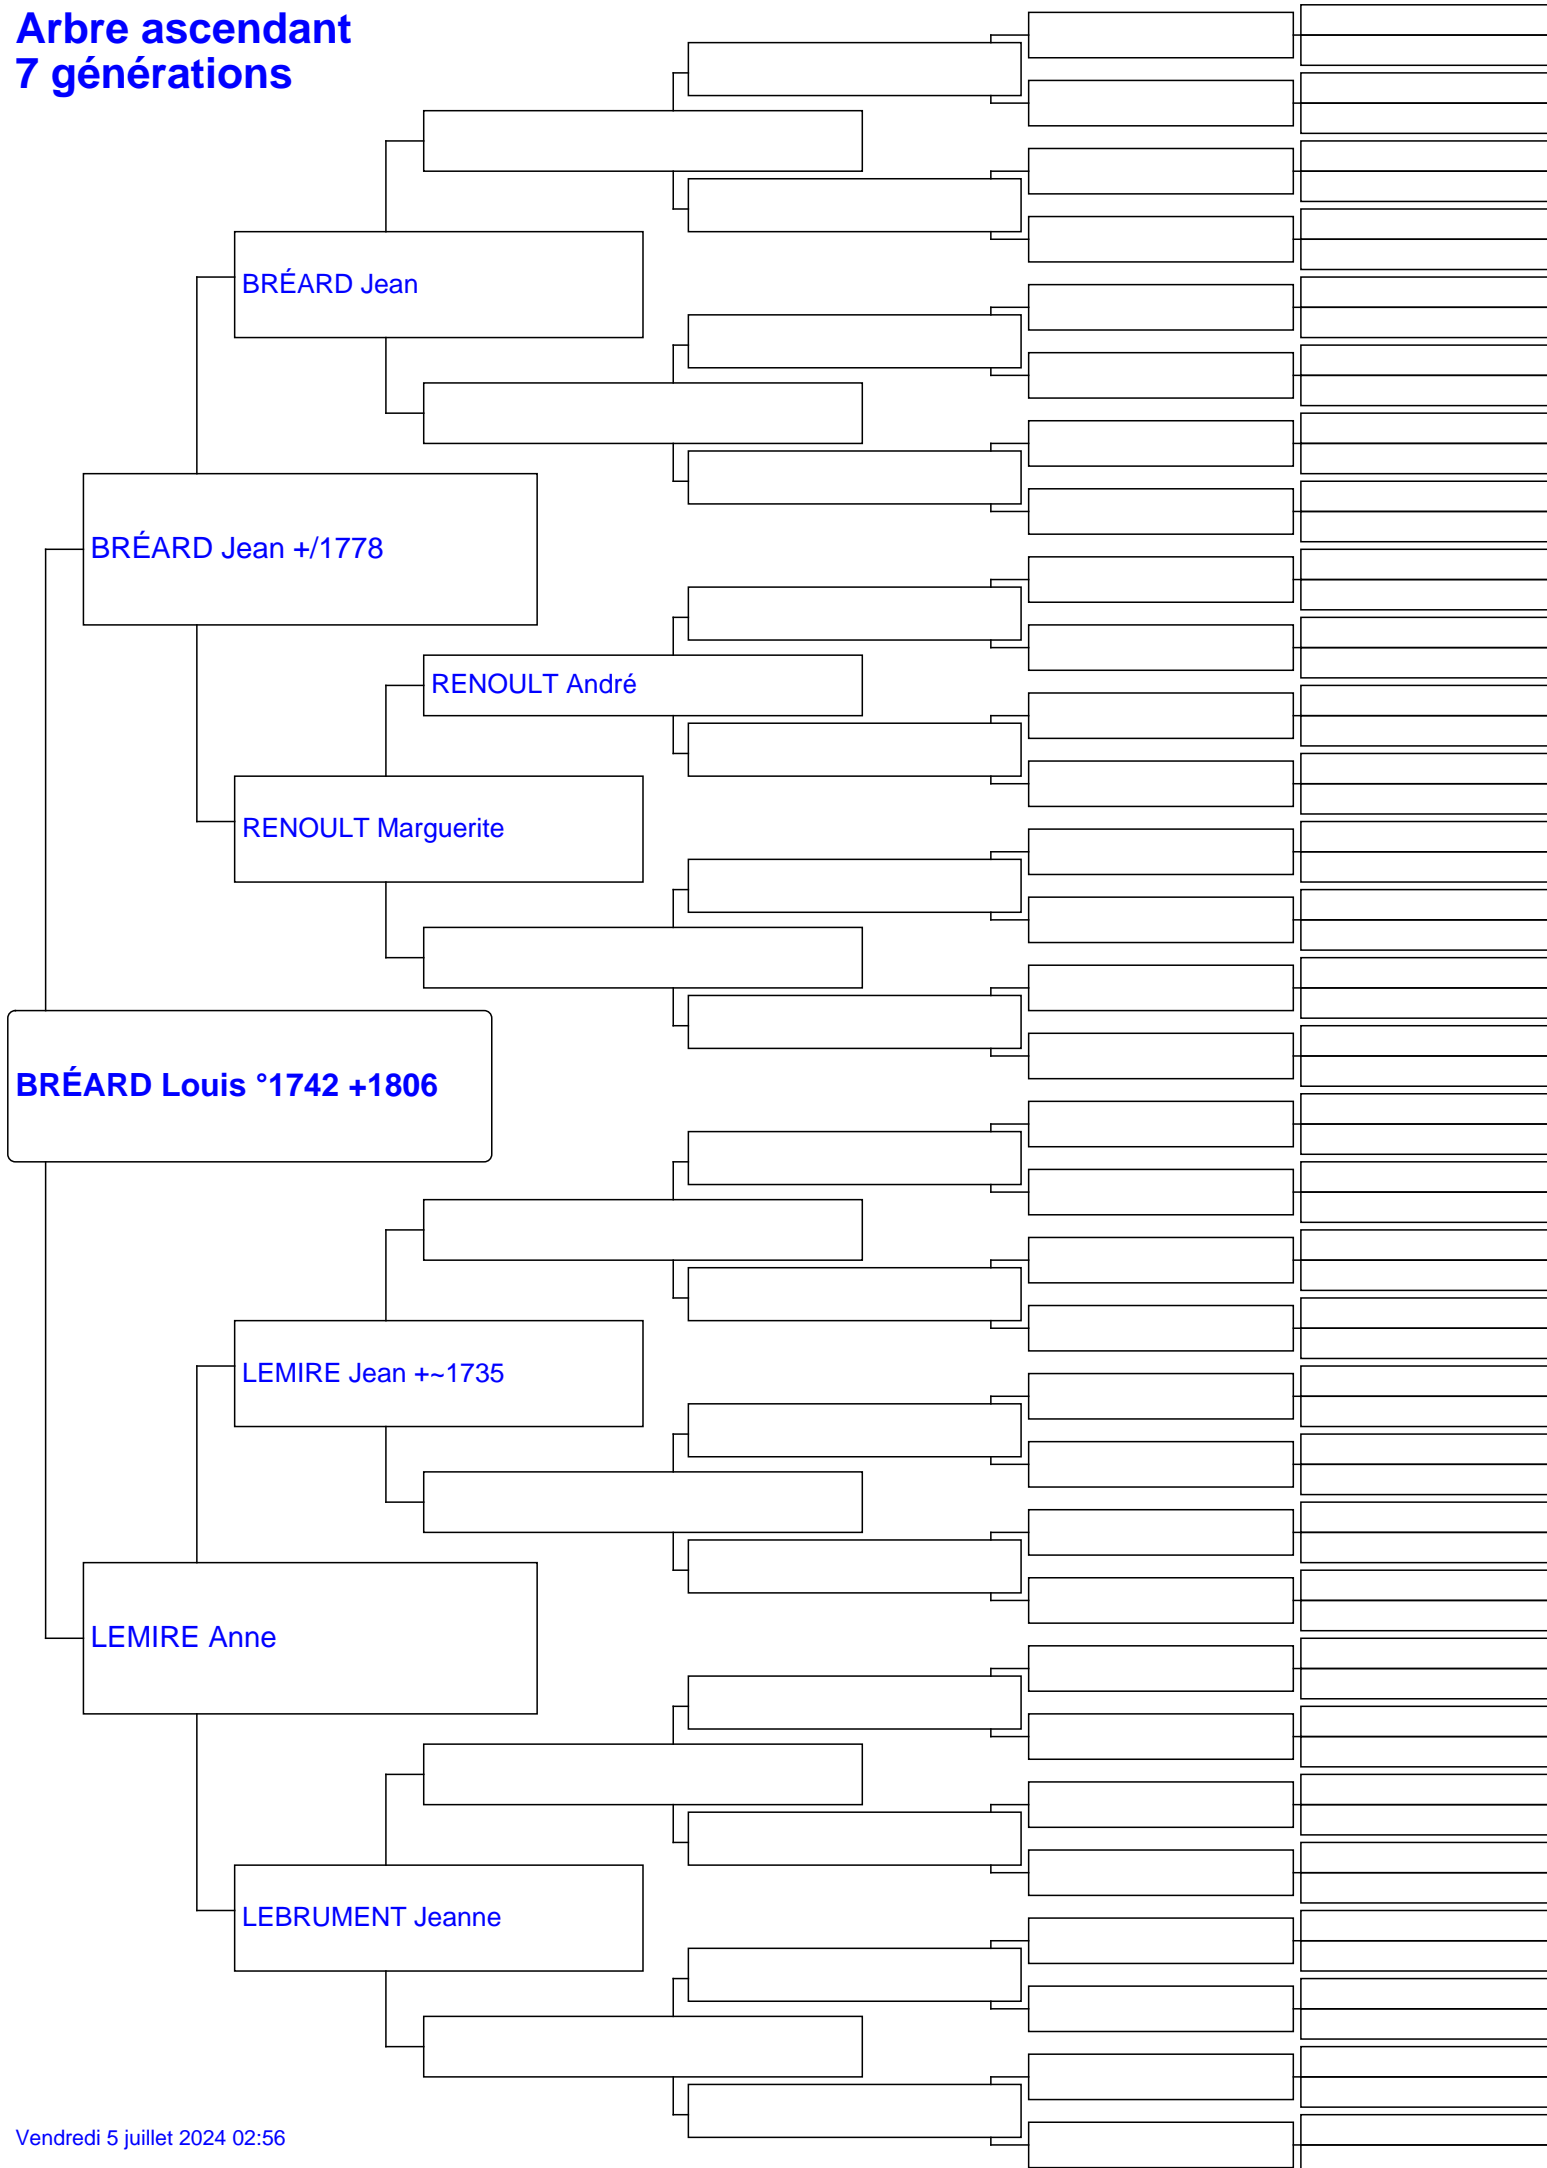 Arbre ascendant
7 générations
BRÉARD Jean
BRÉARD Jean +/1778
RENOULT André
RENOULT Marguerite
BRÉARD Louis °1742 +1806
LEMIRE Jean +~1735
LEMIRE Anne
LEBRUMENT Jeanne
Vendredi 5 juillet 2024 02:56